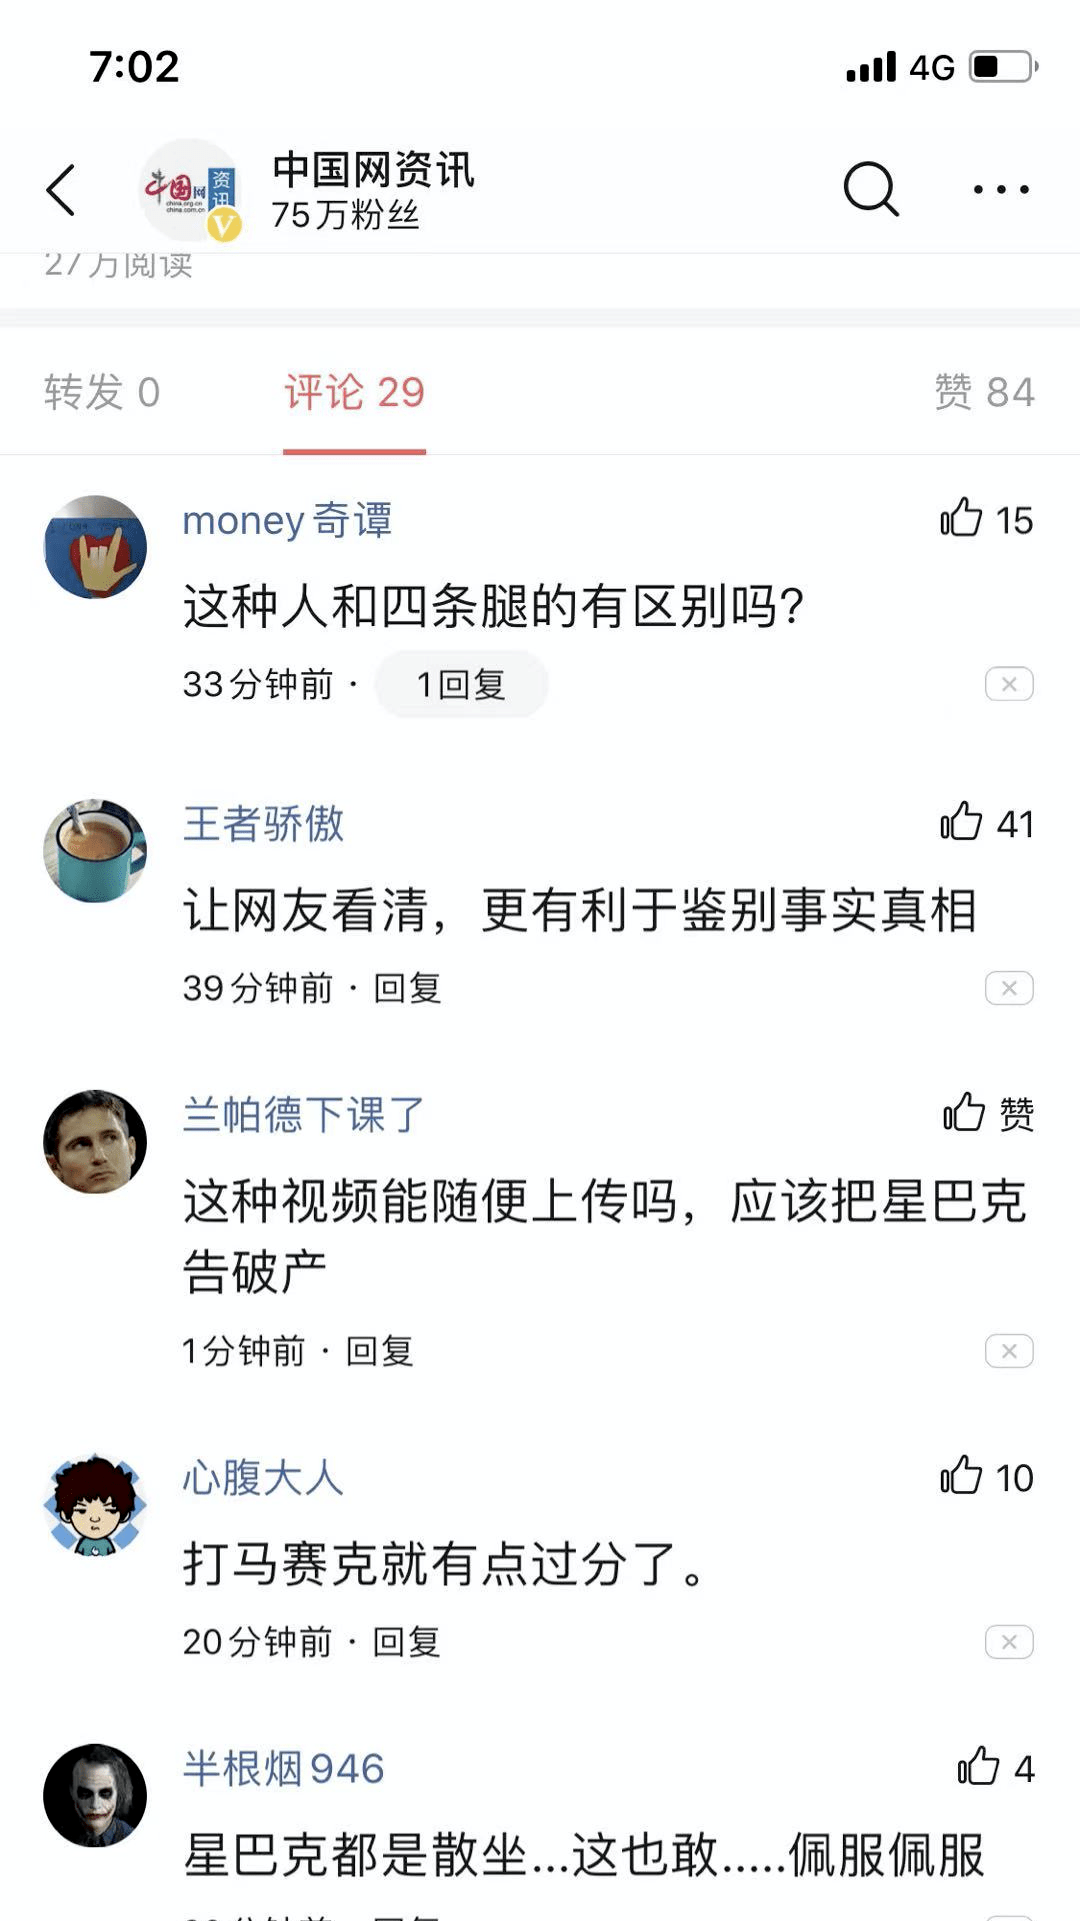 7:02
4G
中国网资讯
75万粉丝
27万阅读
转发 0
评论 29
赞 84
money奇谭
15
这种人和四条腿的有区别吗?
33分钟前 · 1回复
王者骄傲
41
让网友看清，更有利于鉴别事实真相
39分钟前 · 回复
兰帕德下课了
赞
这种视频能随便上传吗，应该把星巴克
告破产
1分钟前 · 回复
心腹大人
10
打马赛克就有点过分了。
20分钟前 · 回复
半根烟946
4
星巴克都是散坐...这也敢.....佩服佩服